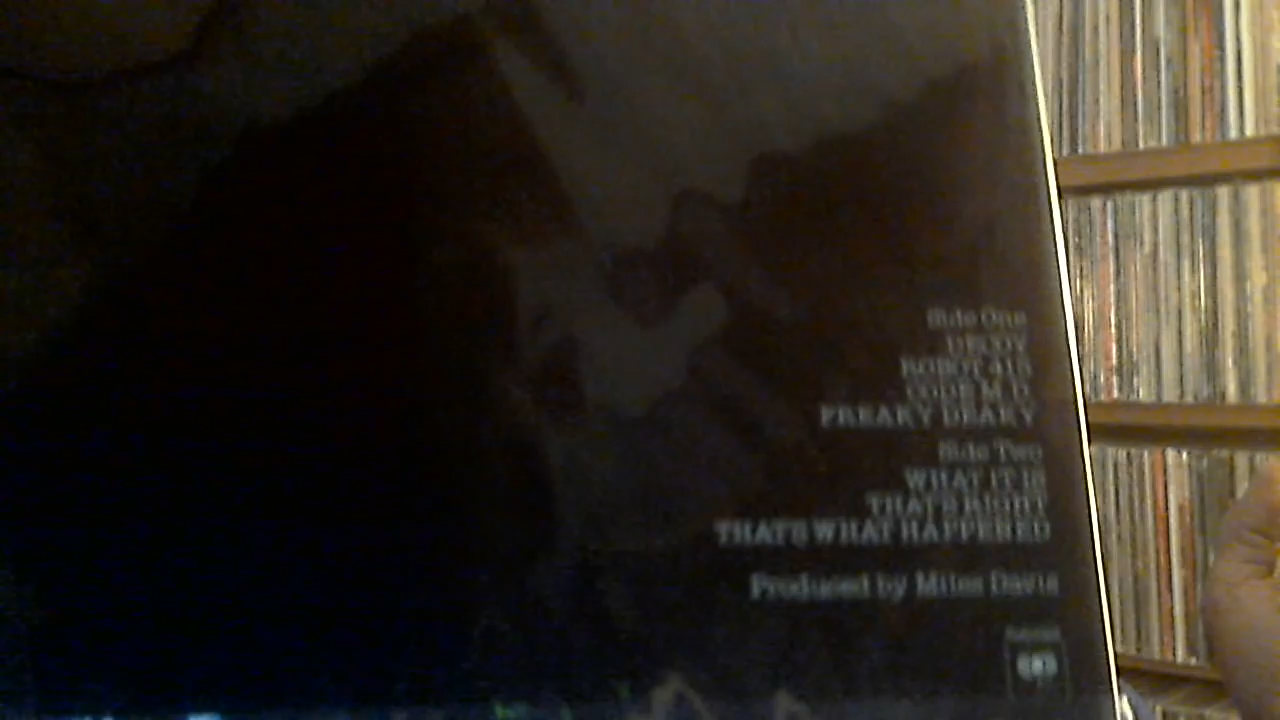 Side One
DECOY
ROBOT 415
CODE M.D.
FREAKY DEAKY
Side Two
WHAT IT IS
THAT'S RIGHT
THAT'S WHAT HAPPENED
Produced by Miles Davis